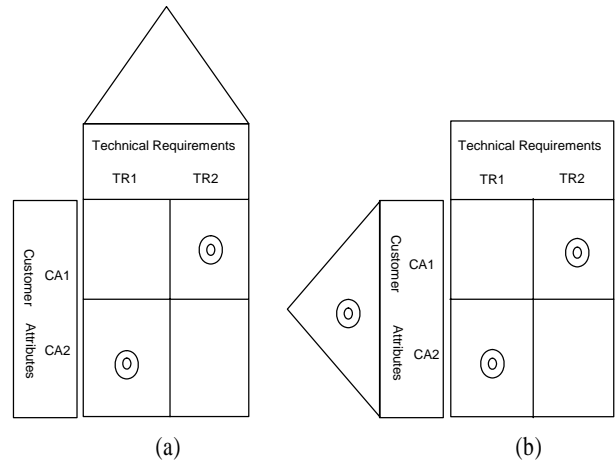 Technical Requirements
TR1 TR2
Customer Attributes
CA1
CA2
(a)
Technical Requirements
TR1 TR2
Customer Attributes
CA1
CA2
(b)